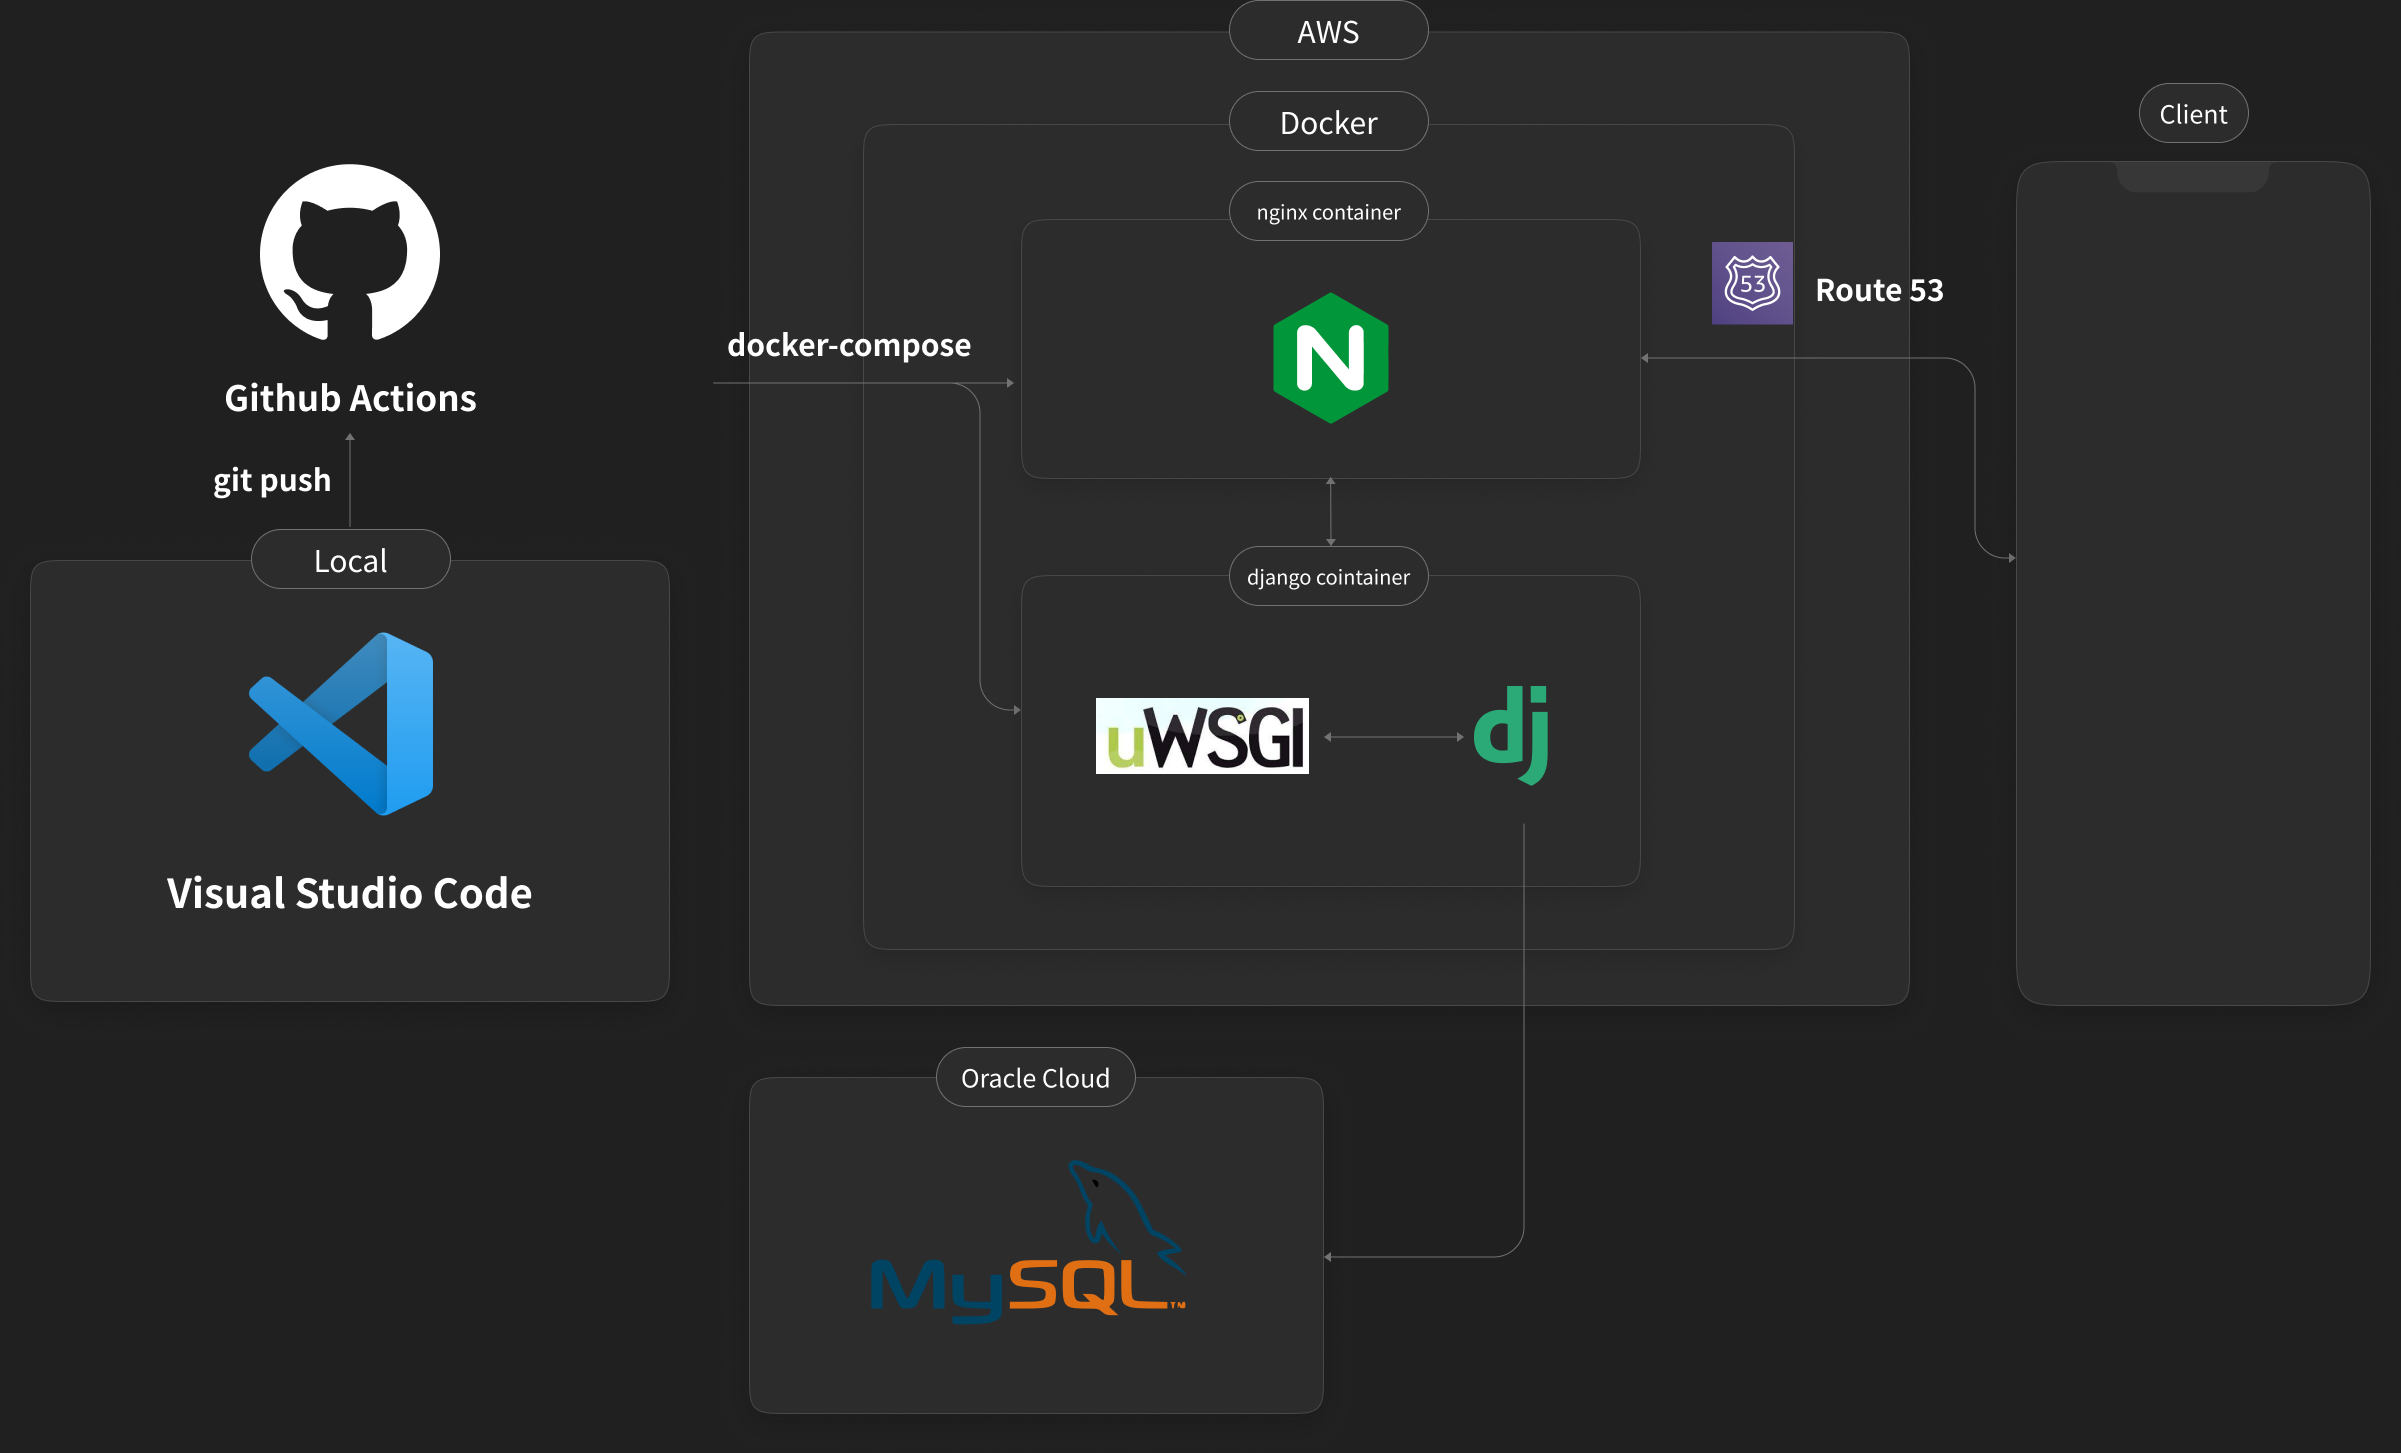 AWS
Docker
Client
nginx container
53
Route 53
docker-compose
Github Actions
git push
Local
django cointainer
uWSGI
dj
Visual Studio Code
Oracle Cloud
MySQL™